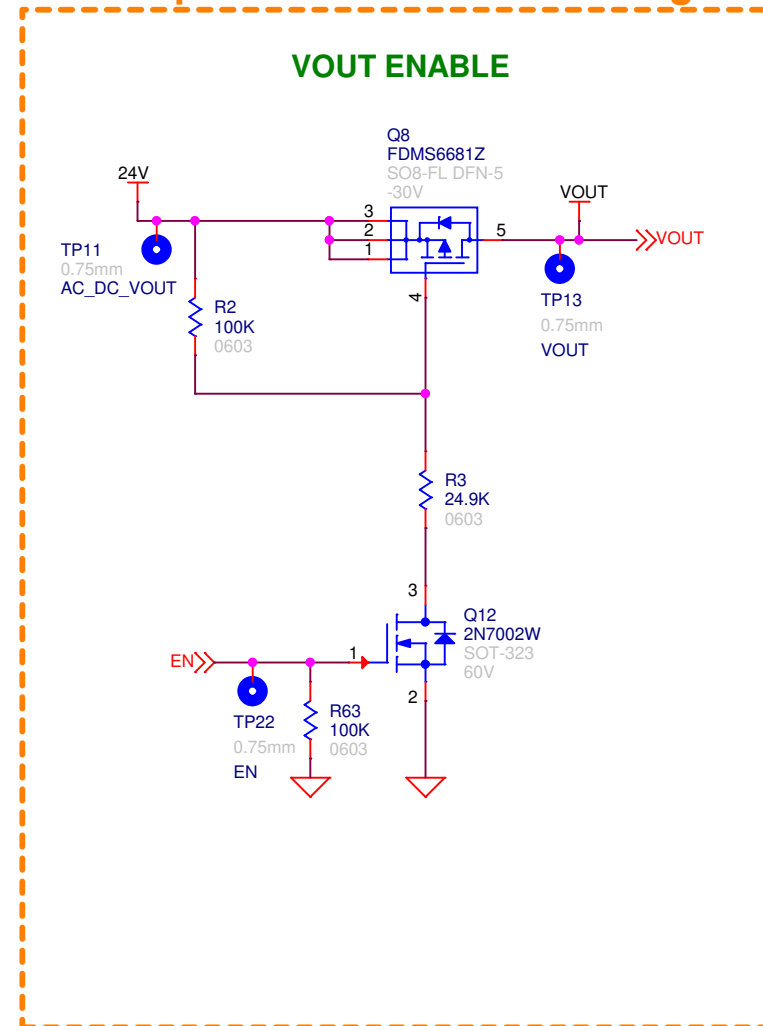 VOUT ENABLE
Q8
FDMS6681Z
SO8-FL DFN-5
-30V
24V
VOUT
3
2
1
5
VOUT
4
TP11
0.75mm
AC_DC_VOUT
TP13
0.75mm
VOUT
R2
100K
0603
R3
24.9K
0603
3
Q12
2N7002W
SOT-323
60V
EN
1
2
TP22
0.75mm
EN
R63
100K
0603